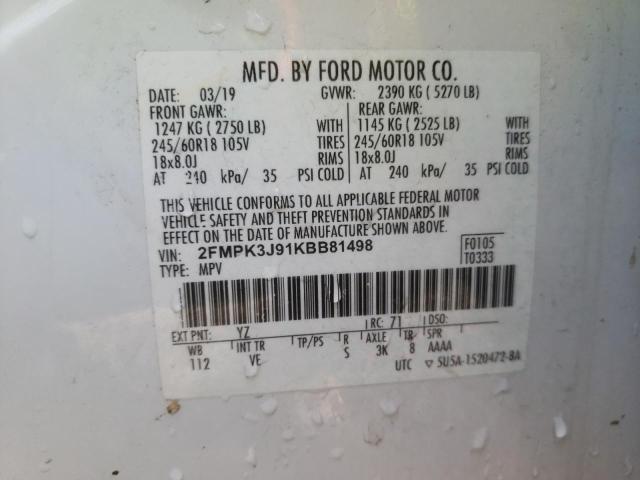 MFD. BY FORD MOTOR CO.
DATE: 03/19 GVWR: 2390 KG ( 5270 LB)
FRONT GAWR: REAR GAWR:
1247 KG ( 2750 LB) WITH 1145 KG ( 2525 LB) WITH
245/60R18 105V TIRES 245/60R18 105V TIRES
18x8.0J RIMS 18x8.0J RIMS
AT 240 kPa/ 35 PSI COLD AT 240 kPa/ 35 PSI COLD
THIS VEHICLE CONFORMS TO ALL APPLICABLE FEDERAL MOTOR
VEHICLE SAFETY AND THEFT PREVENTION STANDARDS IN
EFFECT ON THE DATE OF MANUFACTURE SHOWN ABOVE.
VIN: 2FMPK3J91KBB81498 F0105
TYPE: MPV T0333
EXT PNT: YZ RC: 71 DSO:
WB INT TR TP/PS R AXLE TR SPR
112 VE S 3K 8 AAAA
UTC ▽ 5U5A-1520472-BA